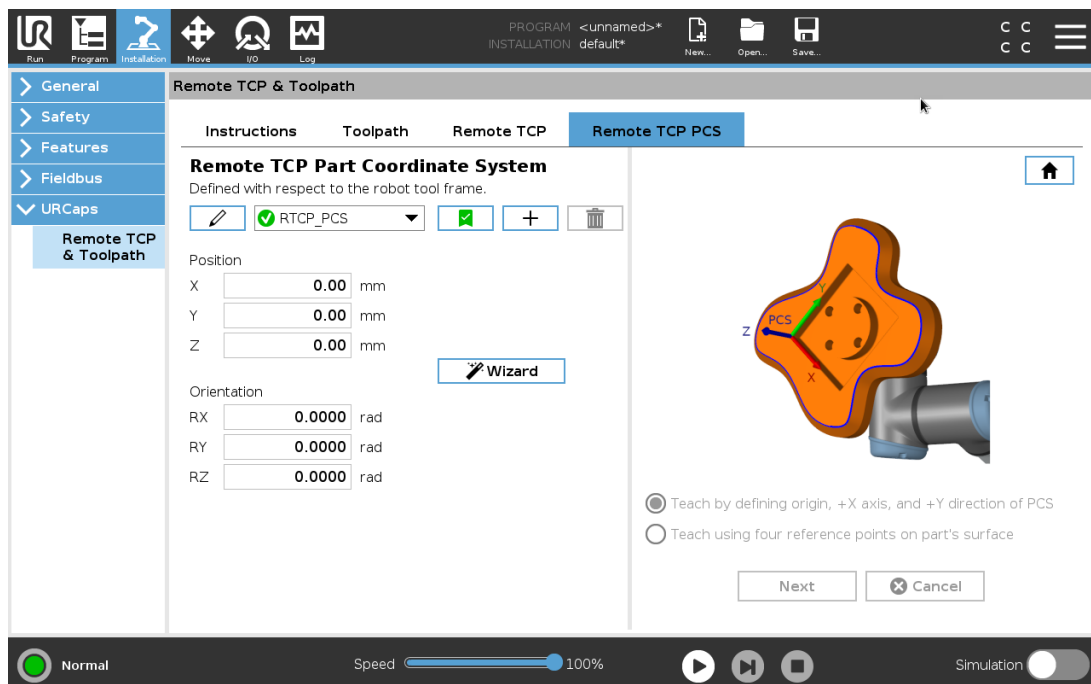 PROGRAM <unnamed>*
INSTALLATION default*
UR
Run
Program
Installation
Move
I/O
Log
New...
Open...
Save...
C C
C C
General
Safety
Features
Fieldbus
URCaps
Remote TCP
& Toolpath
Remote TCP & Toolpath
Instructions Toolpath Remote TCP Remote TCP PCS
Remote TCP Part Coordinate System
Defined with respect to the robot tool frame.
RTCP_PCS
Position
X 0.00 mm
Y 0.00 mm
Z 0.00 mm
Wizard
Orientation
RX 0.0000 rad
RY 0.0000 rad
RZ 0.0000 rad
Y
PCS
Z
X
Teach by defining origin, +X axis, and +Y direction of PCS
Teach using four reference points on part's surface
Next Cancel
Normal Speed 100% Simulation